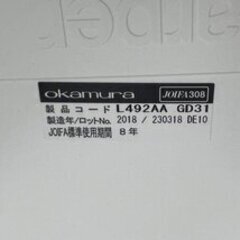 okamura JOIFA308
製品コード L492AA GD31
製造年/ロットNo. 2018 / 230318 DE10
JOIFA標準使用期間 8年